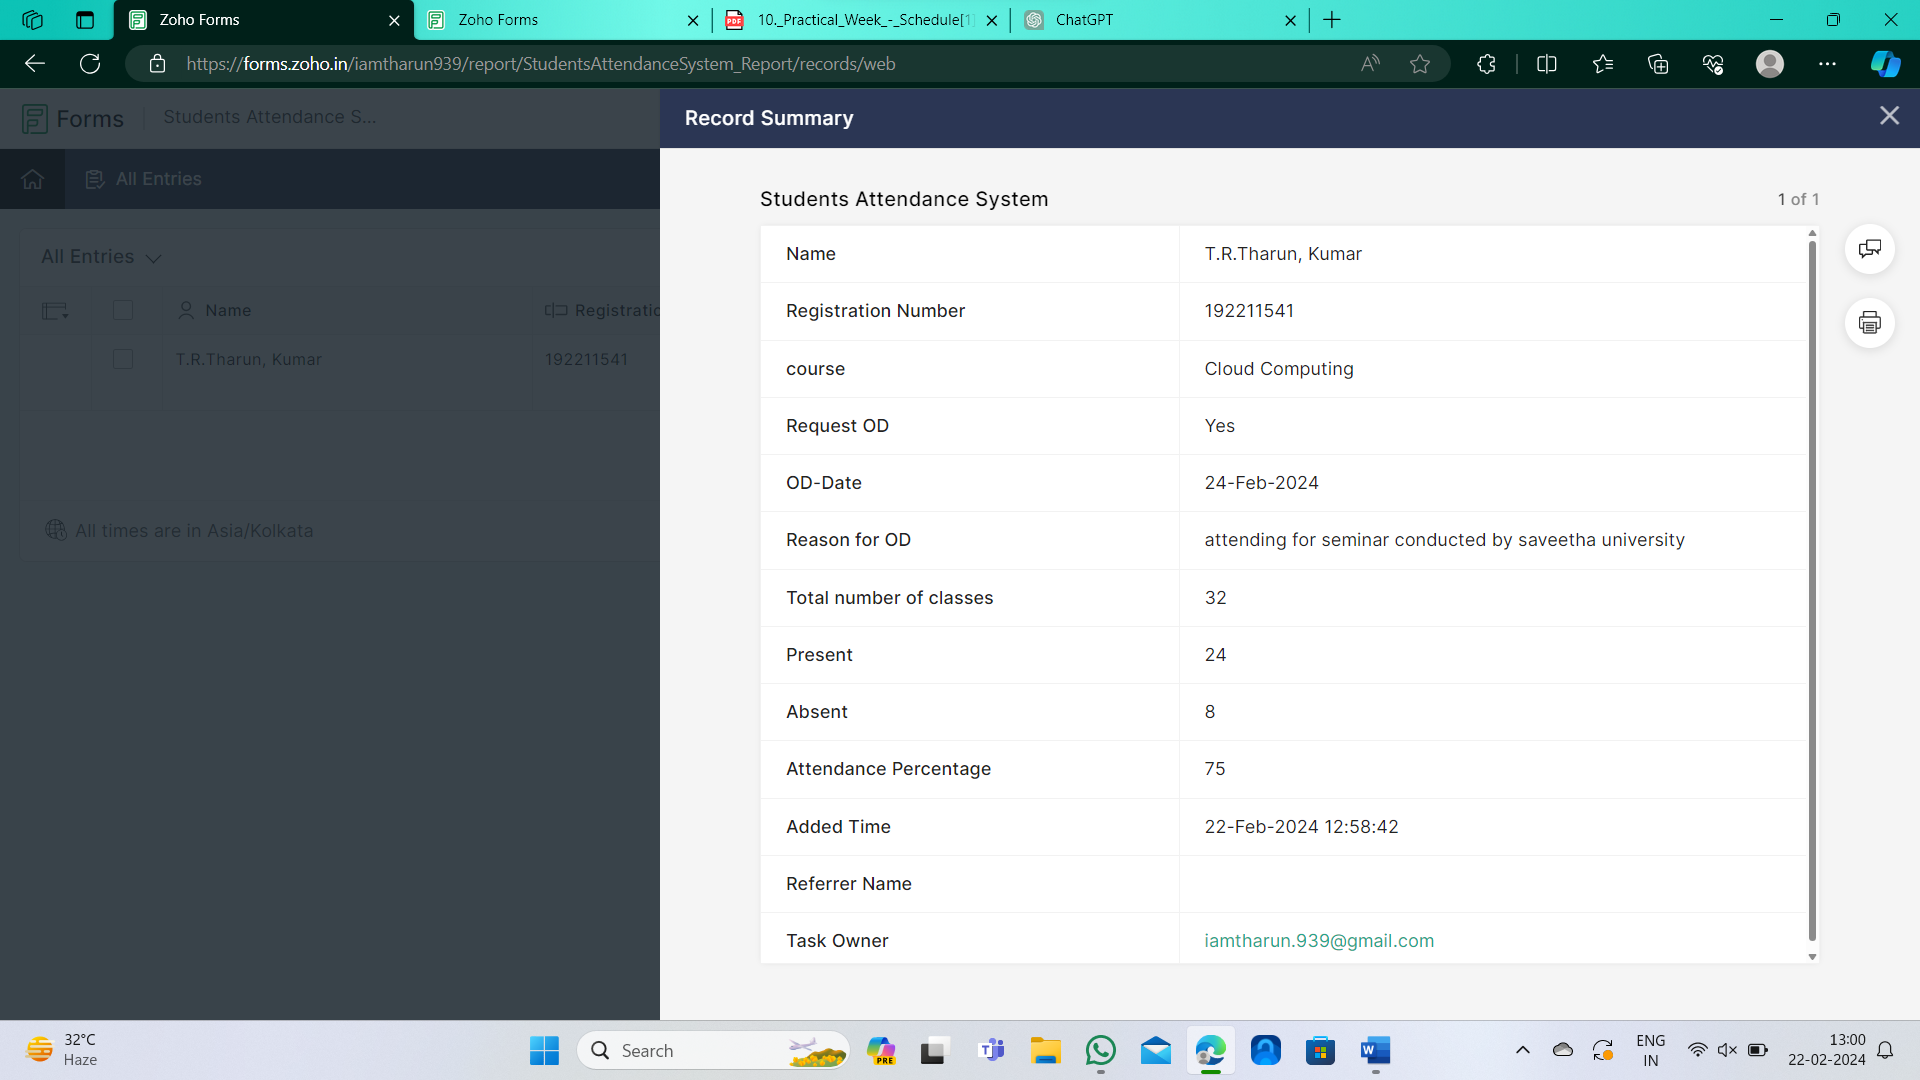 Zoho Forms
Zoho Forms
10._Practical_Week_-_Schedule[1]
ChatGPT
https://forms.zoho.in/iamtharun939/report/StudentsAttendanceSystem_Report/records/web
Forms
Students Attendance S...
Record Summary
All Entries
Students Attendance System
1 of 1
All Entries
Name
Registratio
T.R.Tharun, Kumar
192211541
All times are in Asia/Kolkata
Name T.R.Tharun, Kumar
Registration Number 192211541
course Cloud Computing
Request OD Yes
OD-Date 24-Feb-2024
Reason for OD attending for seminar conducted by saveetha university
Total number of classes 32
Present 24
Absent 8
Attendance Percentage 75
Added Time 22-Feb-2024 12:58:42
Referrer Name
Task Owner iamtharun.939@gmail.com
32°C
Haze
Search
PRE
ENG
IN
13:00
22-02-2024